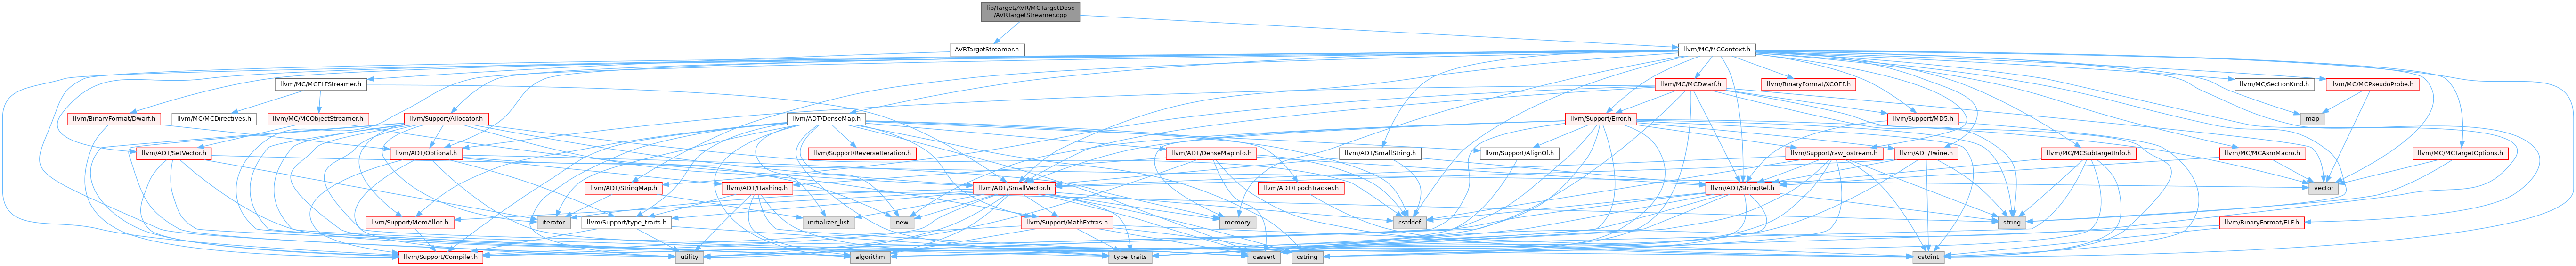 lib/Target/AVR/MCTargetDesc
/AVRTargetStreamer.cpp
AVRTargetStreamer.h
llvm/MC/MCContext.h
llvm/MC/MCELFStreamer.h
llvm/MC/MCDwarf.h
llvm/BinaryFormat/XCOFF.h
llvm/MC/MCSectionKind.h
llvm/MC/MCPseudoProbe.h
llvm/BinaryFormat/Dwarf.h
llvm/MC/MCDirectives.h
llvm/MC/MCObjectStreamer.h
llvm/Support/Allocator.h
llvm/ADT/DenseMap.h
llvm/Support/Error.h
llvm/Support/MD5.h
map
llvm/ADT/SetVector.h
llvm/ADT/Optional.h
llvm/Support/ReverseIteration.h
llvm/ADT/DenseMapInfo.h
llvm/ADT/SmallString.h
llvm/Support/AlignOf.h
llvm/Support/raw_ostream.h
llvm/ADT/Twine.h
llvm/MC/MCSubtargetInfo.h
llvm/MC/MCAsmMacro.h
llvm/MC/MCTargetOptions.h
llvm/ADT/StringMap.h
llvm/ADT/Hashing.h
llvm/ADT/SmallVector.h
llvm/ADT/EpochTracker.h
llvm/ADT/StringRef.h
vector
llvm/Support/MemAlloc.h
iterator
llvm/Support/type_traits.h
initializer_list
new
llvm/Support/MathExtras.h
memory
cstddef
string
llvm/BinaryFormat/ELF.h
llvm/Support/Compiler.h
utility
algorithm
type_traits
cassert
cstring
cstdint